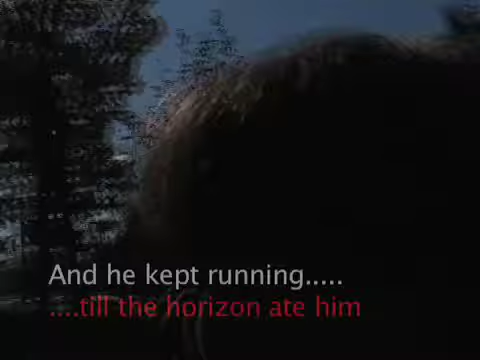 And he kept running.....
....till the horizon ate him